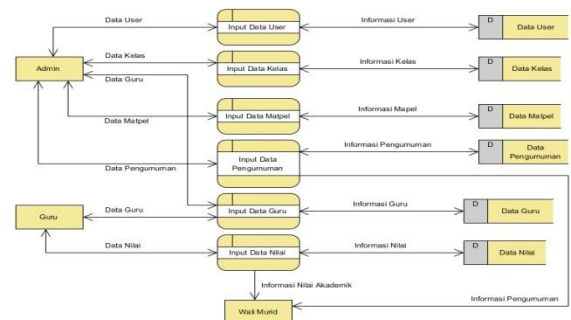 Data User
Input Data User
Informasi User
D
Data User
Data Kelas
Input Data Kelas
Informasi Kelas
D
Data Kelas
Admin
Data Guru
Data Matpel
Input Data Matpel
Informasi Mapel
D
Data Matpel
Data Pengumuman
Input Data
Pengumuman
Informasi Pengumuman
D
Data
Pengumuman
Guru
Data Guru
Input Data Guru
Informasi Guru
D
Data Guru
Data Nilai
Input Data Nilai
Informasi Nilai
D
Data Nilai
Informasi Nilai Akademik
Wali Murid
Informasi Pengumuman